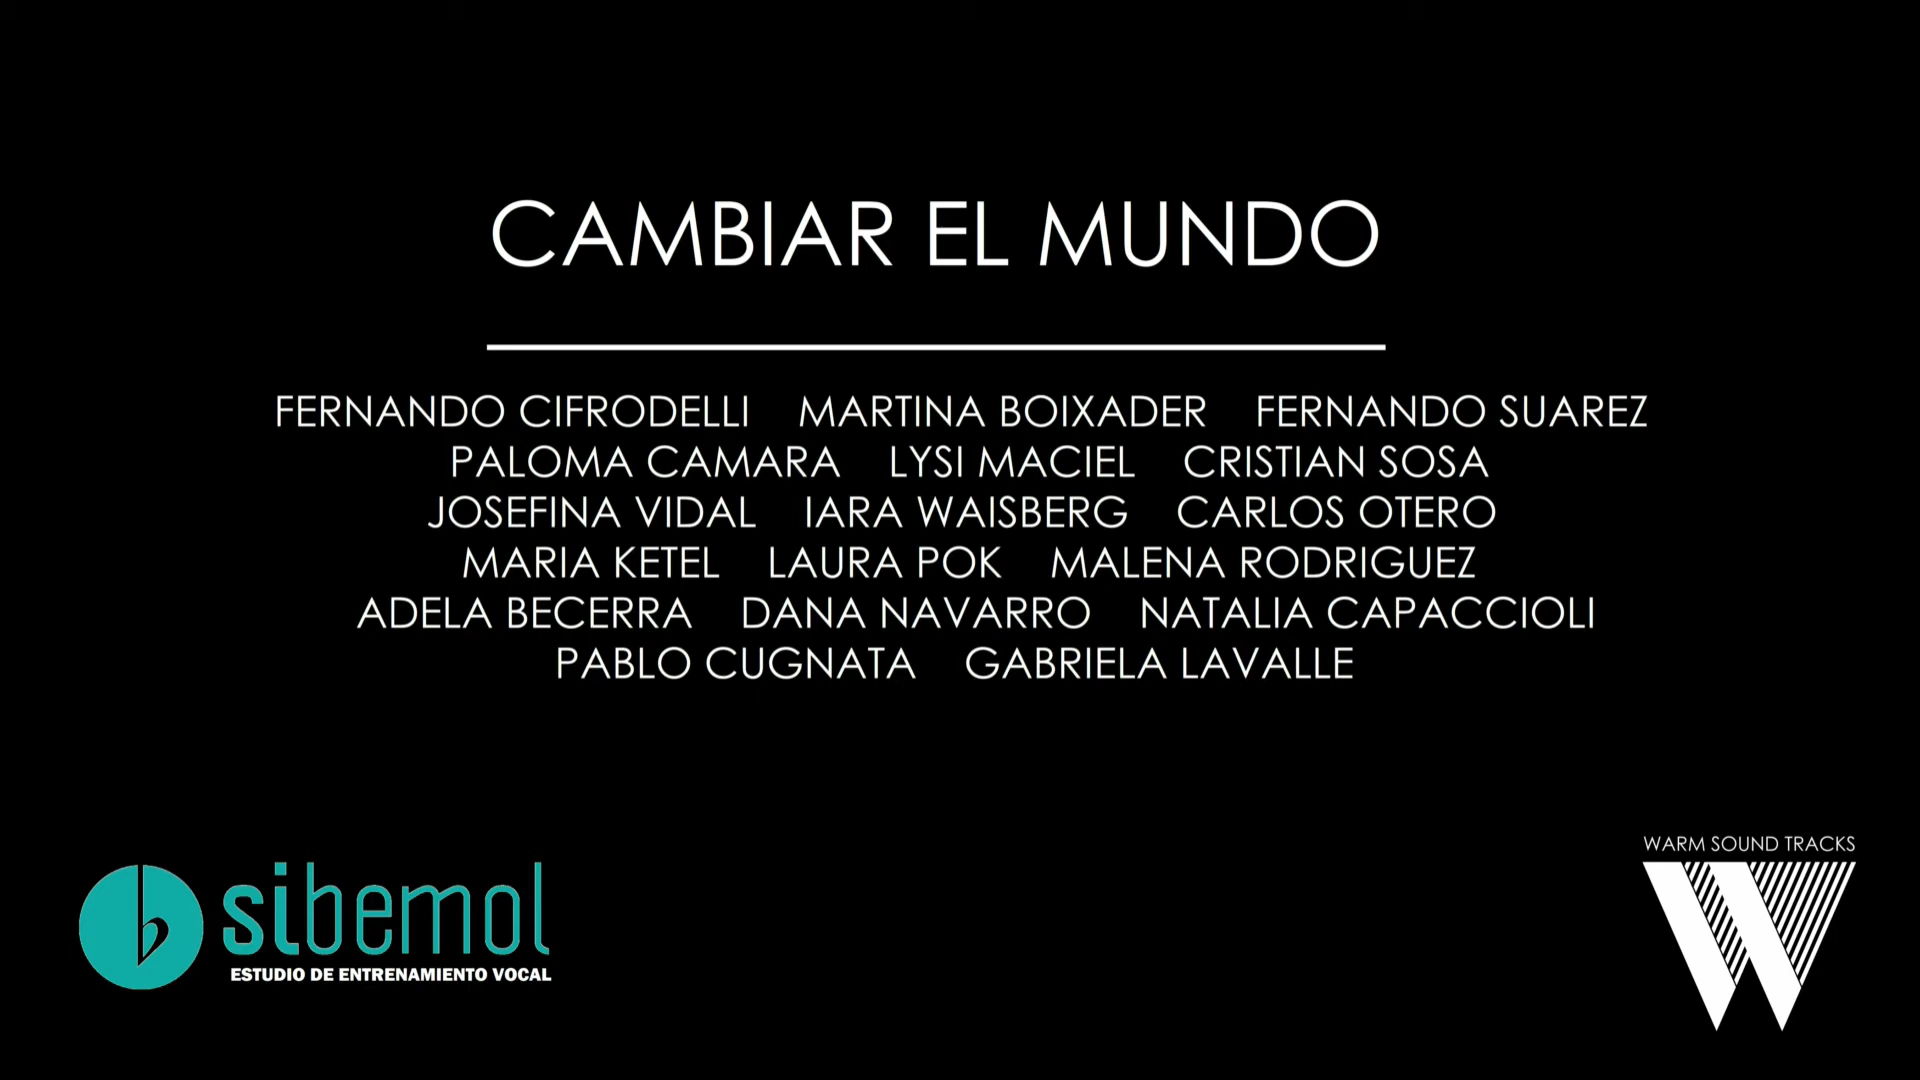 CAMBIAR EL MUNDO
FERNANDO CIFRODELLI MARTINA BOIXADER FERNANDO SUAREZ
PALOMA CAMARA LYSI MACIEL CRISTIAN SOSA
JOSEFINA VIDAL IARA WAISBERG CARLOS OTERO
MARIA KETEL LAURA POK MALENA RODRIGUEZ
ADELA BECERRA DANA NAVARRO NATALIA CAPACCIOLI
PABLO CUGNATA GABRIELA LAVALLE
sibemol
ESTUDIO DE ENTRENAMIENTO VOCAL
WARM SOUND TRACKS
W